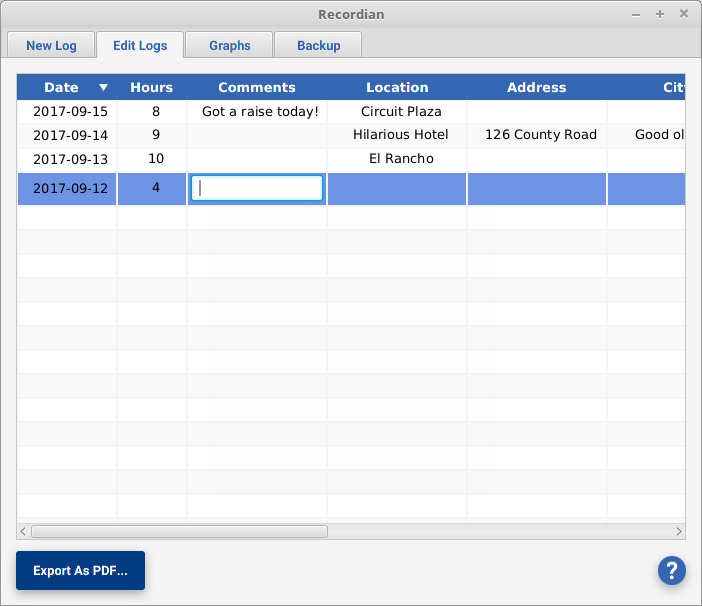 Recordian
New Log Edit Logs Graphs Backup
Date Hours Comments Location Address Cit
2017-09-15 8 Got a raise today! Circuit Plaza
2017-09-14 9 Hilarious Hotel 126 County Road Good ol
2017-09-13 10 El Rancho
2017-09-12 4
Export As PDF... ?